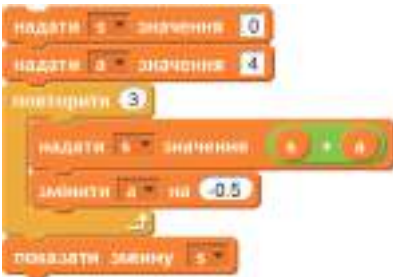 надати s значення 0
надати a значення 4
повторити 3
надати s значення s + a
змінити a на -0.5
показати змінну s